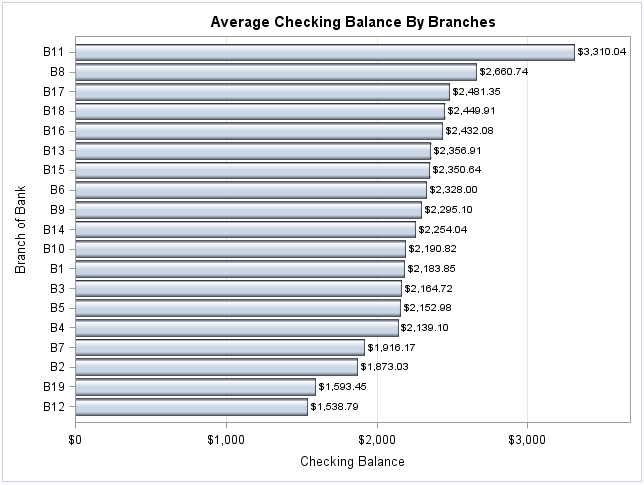 Average Checking Balance By Branches
Branch of Bank
B11 $3,310.04
B8 $2,660.74
B17 $2,481.35
B18 $2,449.91
B16 $2,432.08
B13 $2,356.91
B15 $2,350.64
B6 $2,328.00
B9 $2,295.10
B14 $2,254.04
B10 $2,190.82
B1 $2,183.85
B3 $2,164.72
B5 $2,152.98
B4 $2,139.10
B7 $1,916.17
B2 $1,873.03
B19 $1,593.45
B12 $1,538.79
$0 $1,000 $2,000 $3,000
Checking Balance